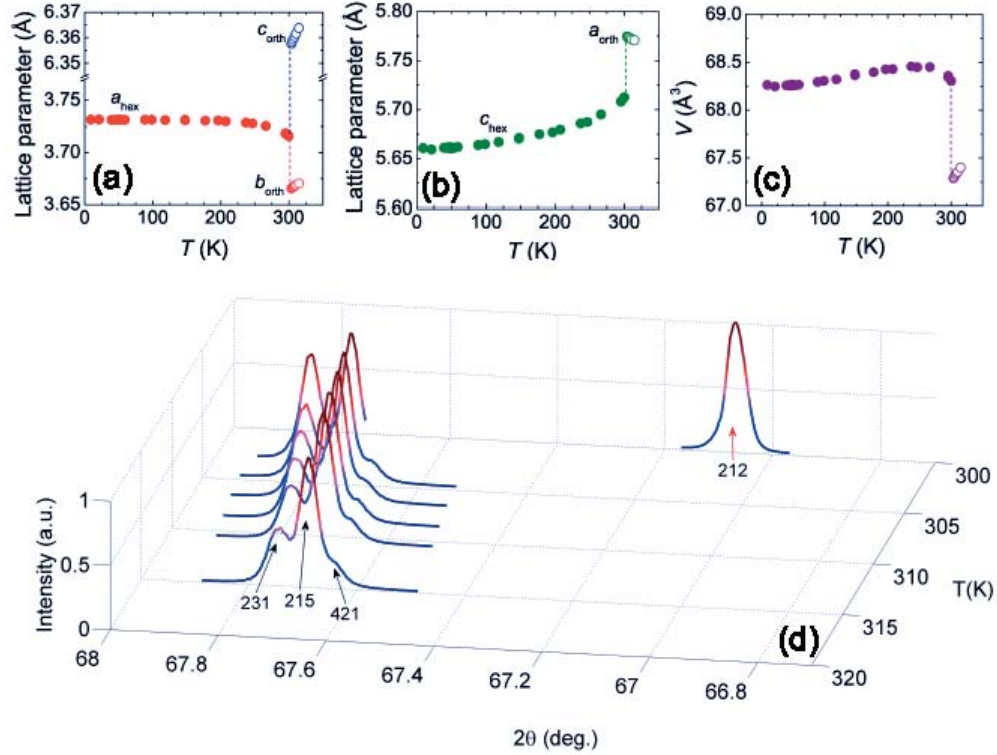 6.37
6.36
6.35
3.75
3.70
3.65
Lattice parameter (Å)
c_orth
a_hex
b_orth
(a)
0 100 200 300
T (K)
5.80
5.75
5.70
5.65
5.60
Lattice parameter (Å)
a_orth
c_hex
(b)
0 100 200 300
T (K)
69.0
68.5
68.0
67.5
67.0
V (Å³)
(c)
0 100 200 300 400
T (K)
1
0.5
0
Intensity (a.u.)
231 215 421
212
300
305
310
315
320
T(K)
(d)
68 67.8 67.6 67.4 67.2 67 66.8
2θ (deg.)